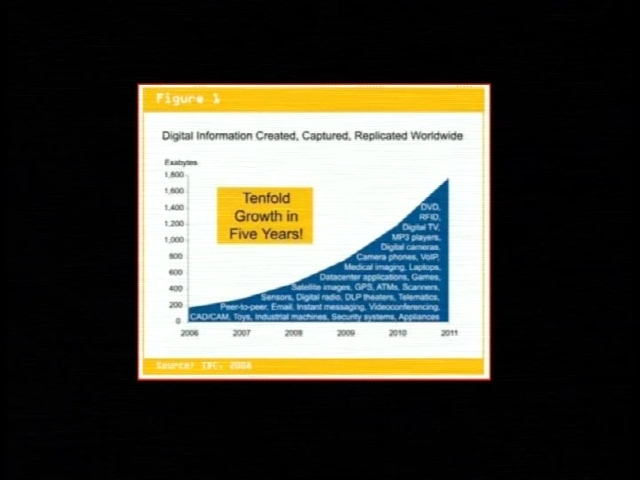 Figure 1
Digital Information Created, Captured, Replicated Worldwide
Exabytes
1,800
1,600
1,400
1,200
1,000
800
600
400
200
0
Tenfold
Growth in
Five Years!
DVD,
RFID,
Digital TV,
MP3 players,
Digital cameras,
Camera phones, VoIP,
Medical imaging, Laptops,
Datacenter applications, Games,
Satellite images, GPS, ATMs, Scanners,
Sensors, Digital radio, DLP theaters, Telematics,
Peer-to-peer, Email, Instant messaging, Videoconferencing,
CAD/CAM, Toys, Industrial machines, Security systems, Appliances
2006 2007 2008 2009 2010 2011
Source: IDC, 2008